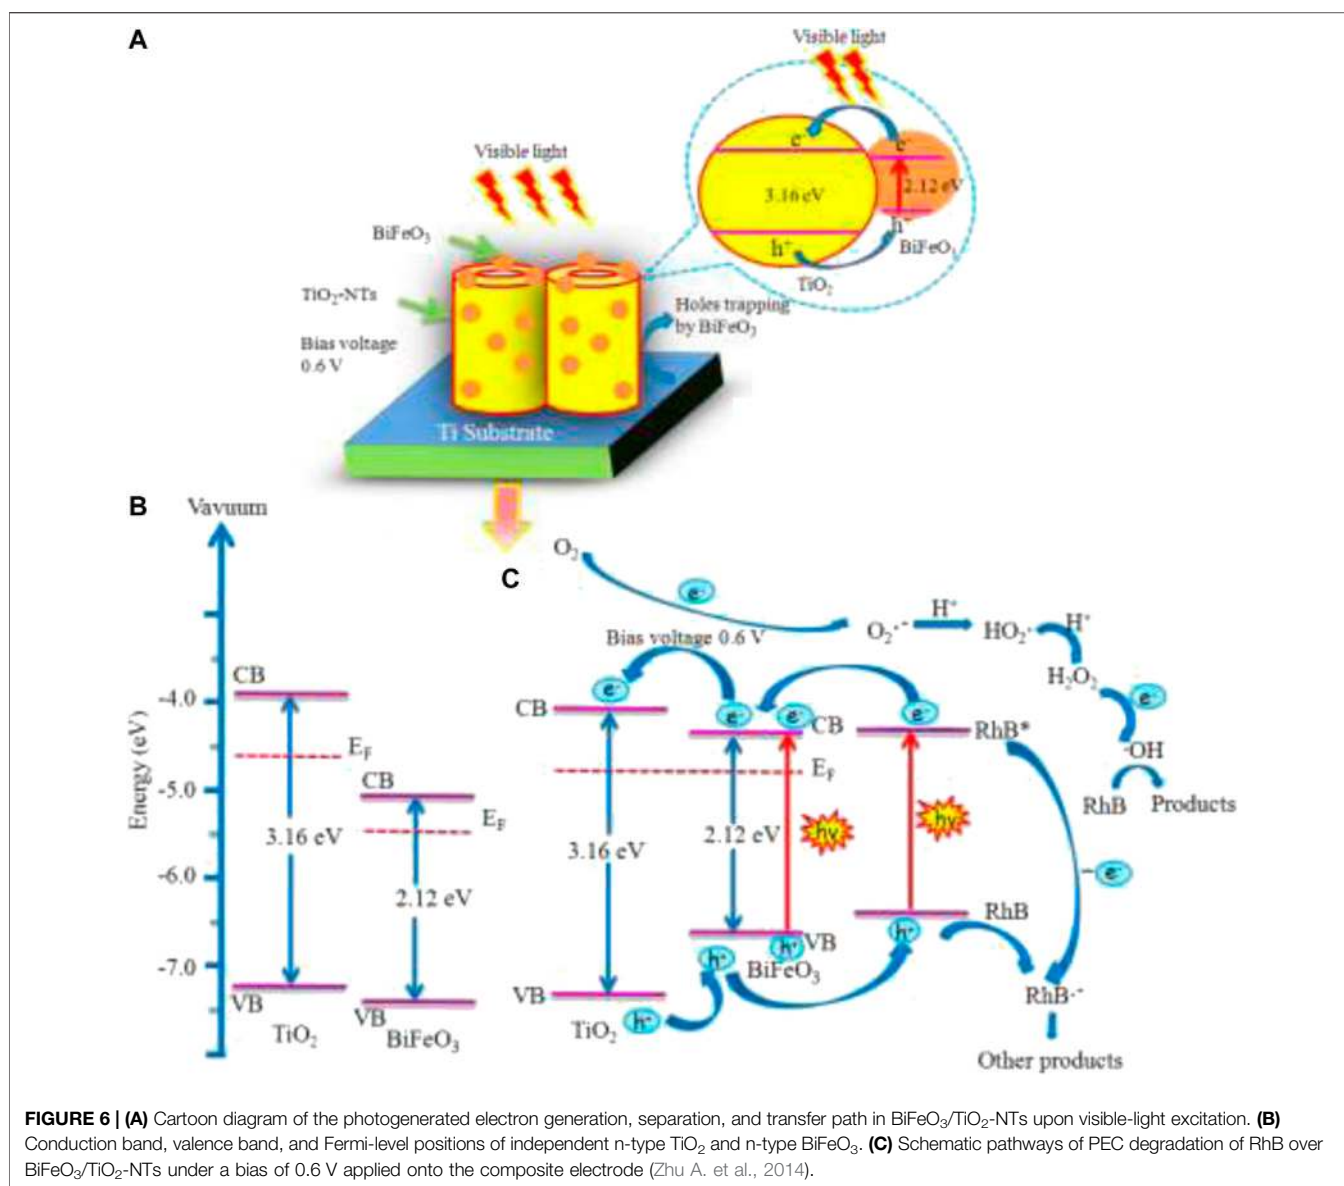 A
Visible light
e⁻
e⁻
3.16 eV
2.12 eV
h⁺
h⁺
BiFeO₃
TiO₂
Visible light
BiFeO₃
TiO₂-NTs
Bias voltage
0.6 V
Holes trapping
by BiFeO₃
Ti Substrate
B
Vavuum
Energy (eV)
-4.0
-5.0
-6.0
-7.0
CB
E_F
3.16 eV
VB
TiO₂
CB
E_F
2.12 eV
VB
BiFeO₃
C
O₂
e⁻
O₂·⁻
H⁺
HO₂·
H⁺
H₂O₂
e⁻
·OH
RhB
Products
Bias voltage 0.6 V
e⁻
e⁻
e⁻
e⁻
CB
CB
RhB*
E_F
3.16 eV
2.12 eV
hν
hν
e⁻
RhB
h⁺
h⁺
h⁺
VB
BiFeO₃
VB
TiO₂
h⁺
RhB·⁺
Other products
FIGURE 6 | (A) Cartoon diagram of the photogenerated electron generation, separation, and transfer path in BiFeO₃/TiO₂-NTs upon visible-light excitation. (B)
Conduction band, valence band, and Fermi-level positions of independent n-type TiO₂ and n-type BiFeO₃. (C) Schematic pathways of PEC degradation of RhB over
BiFeO₃/TiO₂-NTs under a bias of 0.6 V applied onto the composite electrode (Zhu A. et al., 2014).